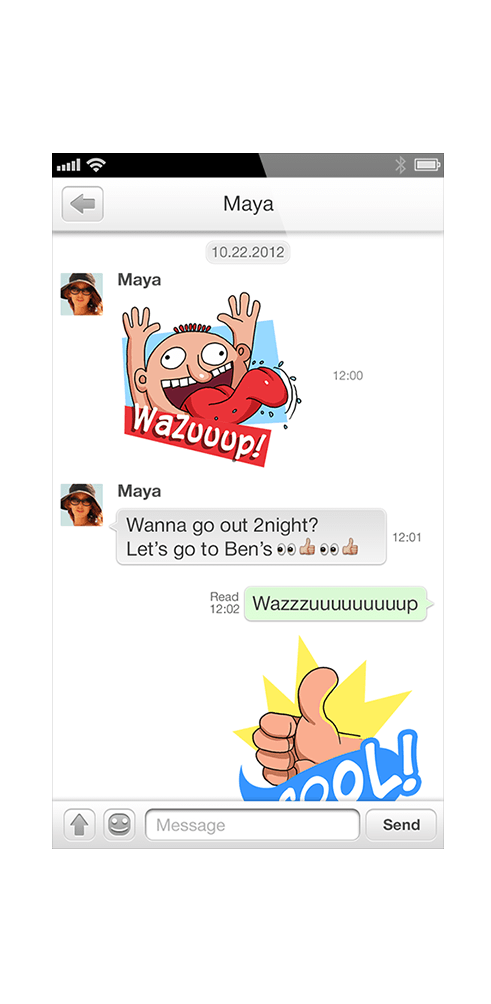 Maya
10.22.2012
Maya
WaZuuup!
12:00
Maya
Wanna go out 2night?
Let's go to Ben's 👀👍👀👍
12:01
Read
12:02
Wazzzuuuuuuuuup
COOL!
Message
Send